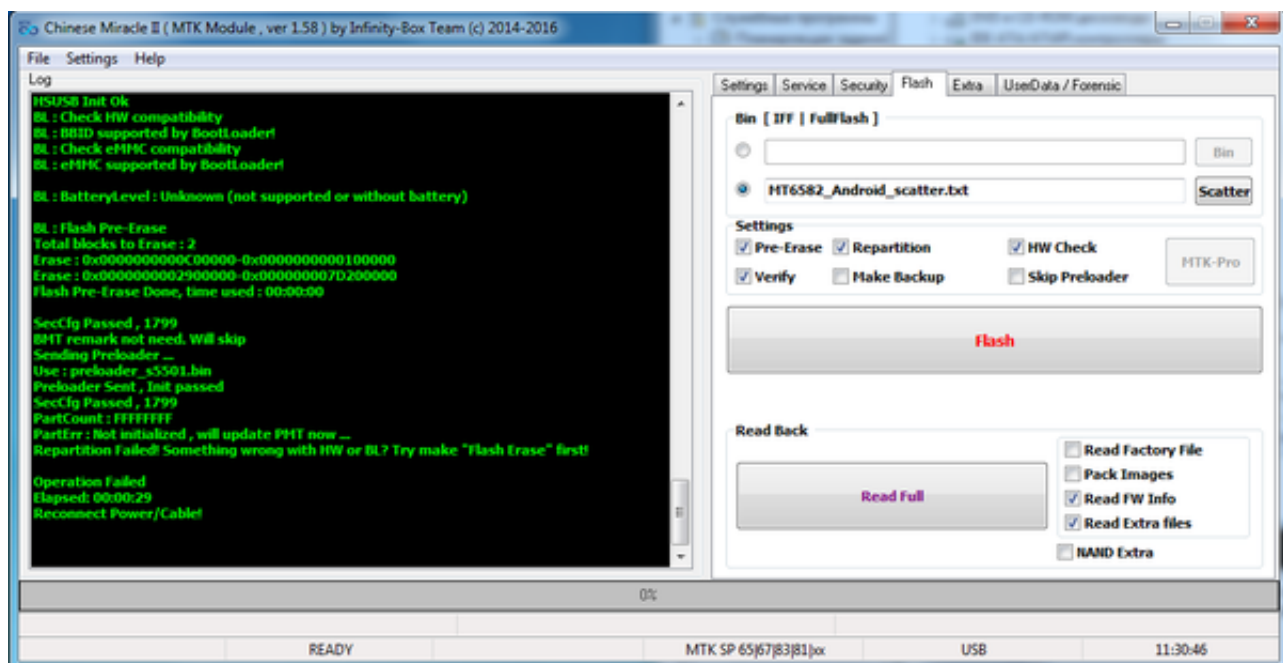 Chinese Miracle II ( MTK Module , ver 1.58 ) by Infinity-Box Team (c) 2014-2016
File Settings Help
Log
HSUSB Init Ok
BL : Check HW compatibility
BL : BBID supported by BootLoader!
BL : Check eMMC compatibility
BL : eMMC supported by BootLoader!
BL : BatteryLevel : Unknown (not supported or without battery)
BL : Flash Pre-Erase
Total blocks to Erase : 2
Erase : 0x0000000000C00000-0x0000000000100000
Erase : 0x0000000002900000-0x000000007D200000
Flash Pre-Erase Done, time used : 00:00:00
SecCfg Passed , 1799
BMT remark not need. Will skip
Sending Preloader ...
Use : preloader_s5501.bin
Preloader Sent , Init passed
SecCfg Passed , 1799
PartCount : FFFFFFFF
PartErr : Not initialized , will update PMT now ...
Repartition Failed! Something wrong with HW or BL? Try make "Flash Erase" first!
Operation Failed
Elapsed: 00:00:29
Reconnect Power/Cable!
Settings Service Security Flash Extra UserData / Forensic
Bin [ IFF | FullFlash ]
Bin
MT6582_Android_scatter.txt Scatter
Settings
Pre-Erase Repartition HW Check
MTK-Pro
Verify Make Backup Skip Preloader
Flash
Read Back
Read Full
Read Factory File
Pack Images
Read FW Info
Read Extra files
NAND Extra
0%
READY MTK SP 65|67|83|81|xx USB 11:30:46